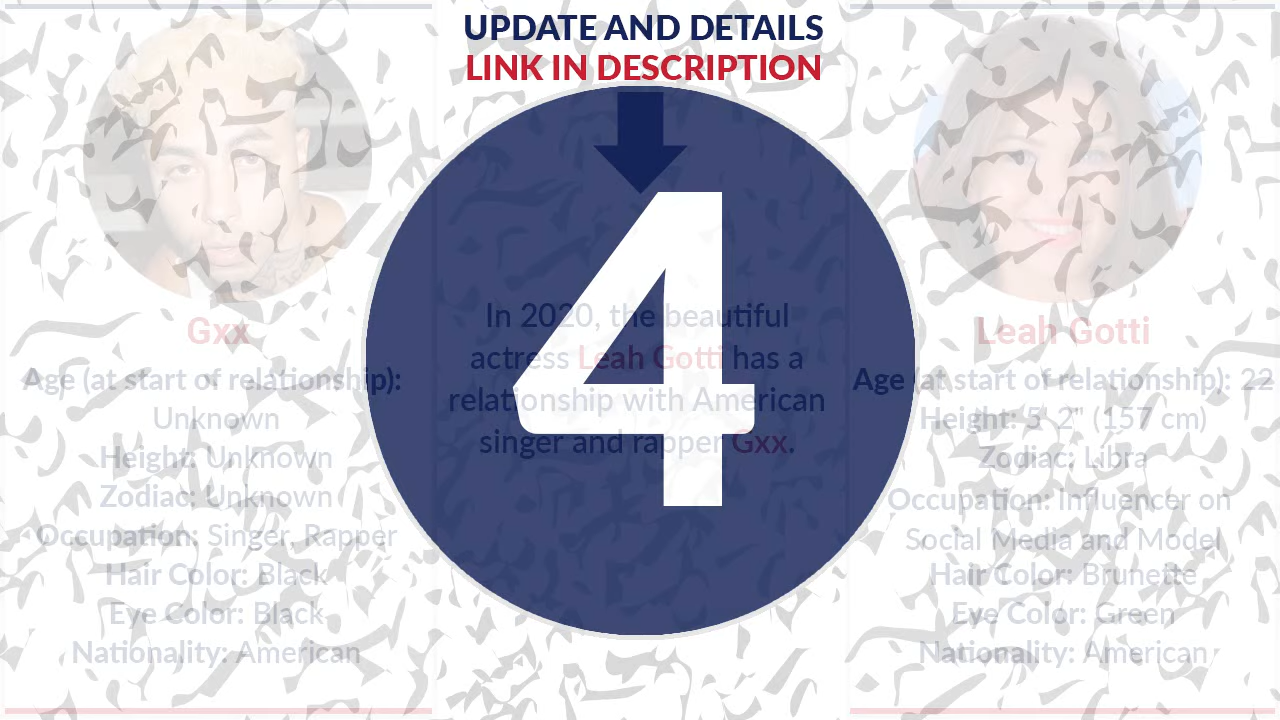 UPDATE AND DETAILS
LINK IN DESCRIPTION
4
Gxx
Age (at start of relationship):
Unknown
Height: Unknown
Zodiac: Unknown
Occupation: Singer, Rapper
Hair Color: Black
Eye Color: Black
Nationality: American
In 2020, the beautiful
actress Leah Gotti has a
relationship with American
singer and rapper Gxx.
Leah Gotti
Age (at start of relationship): 22
Height: 5' 2" (157 cm)
Zodiac: Libra
Occupation: Influencer on
Social Media and Model
Hair Color: Brunette
Eye Color: Green
Nationality: American